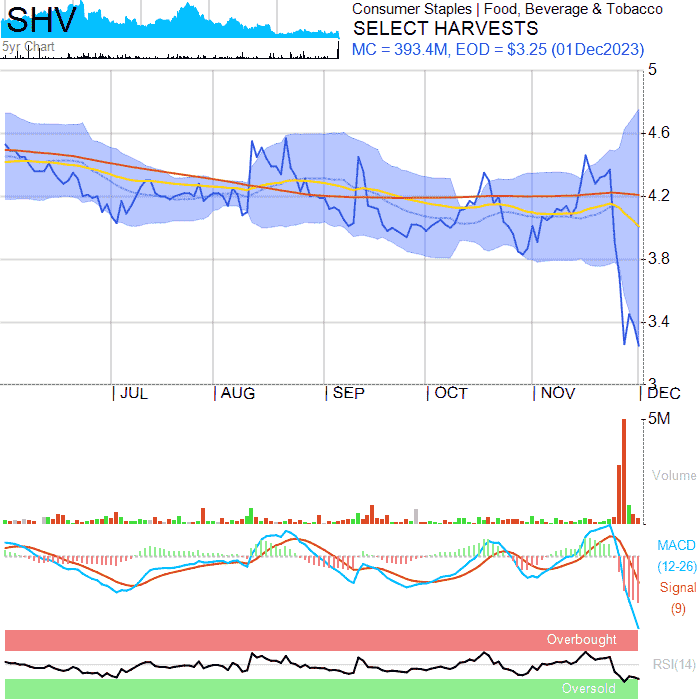 SHV
5yr Chart
Consumer Staples | Food, Beverage & Tobacco
SELECT HARVESTS
MC = 393.4M, EOD = $3.25 (01Dec2023)
5
4.6
4.2
3.8
3.4
3
JUL AUG SEP OCT NOV DEC
5M
Volume
MACD
(12-26)
Signal
(9)
Overbought
RSI(14)
Oversold